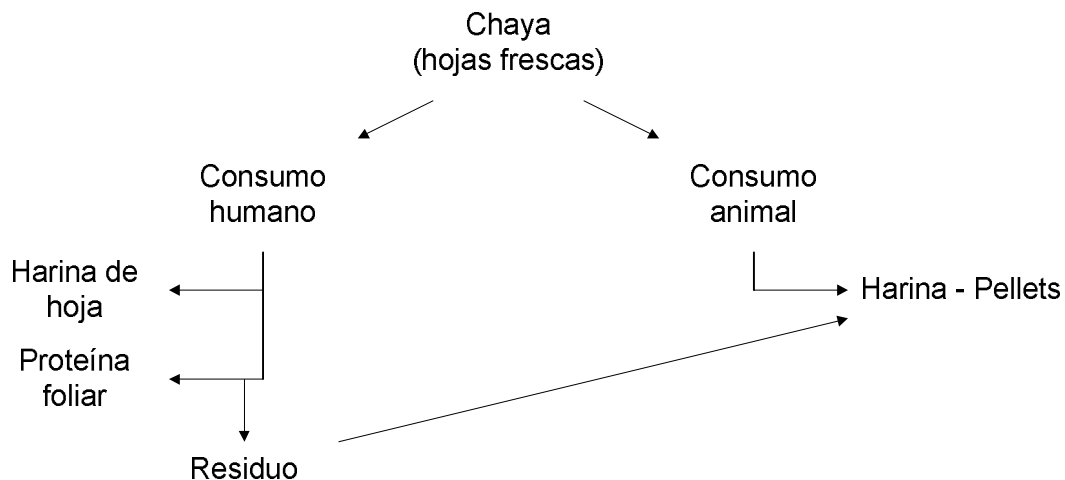 Chaya
(hojas frescas)
Consumo
humano
Consumo
animal
Harina de
hoja
Harina - Pellets
Proteína
foliar
Residuo